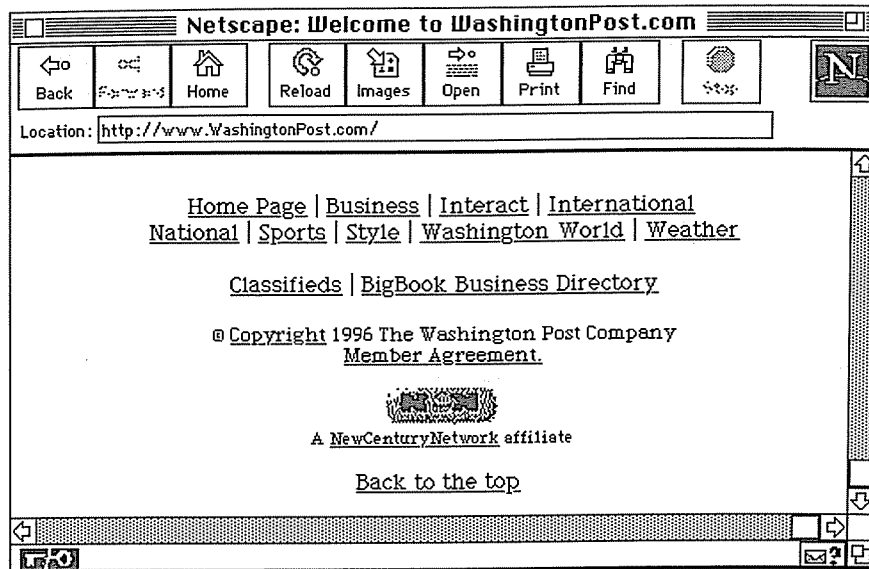 Netscape: Welcome to WashingtonPost.com
Back Forward Home Reload Images Open Print Find Stop
N
Location: http://www.WashingtonPost.com/
Home Page | Business | Interact | International
National | Sports | Style | Washington World | Weather
Classifieds | BigBook Business Directory
© Copyright 1996 The Washington Post Company
Member Agreement.
A NewCenturyNetwork affiliate
Back to the top